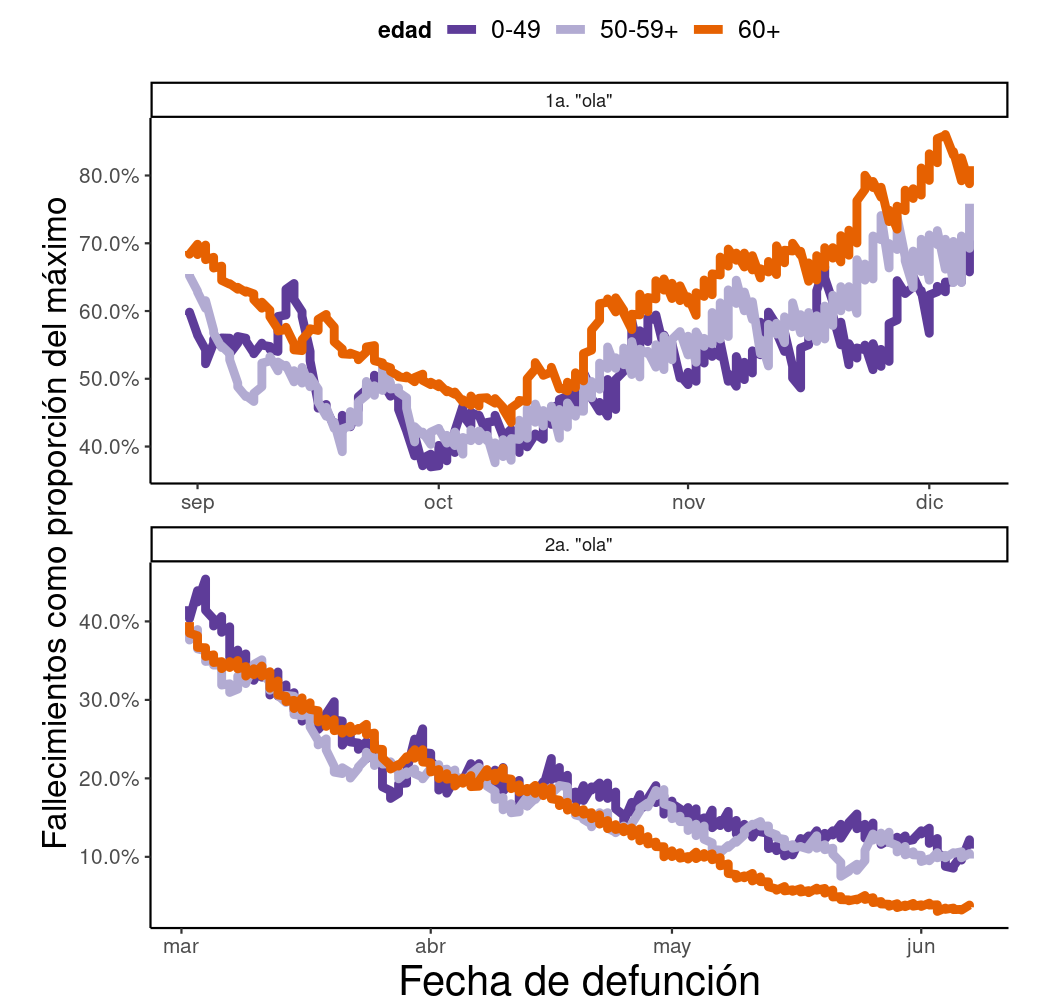 edad 0-49 50-59+ 60+
1a. "ola"
80.0%
70.0%
60.0%
50.0%
40.0%
sep oct nov dic
2a. "ola"
40.0%
30.0%
20.0%
10.0%
mar abr may jun
Fecha de defunción
Fallecimientos como proporción del máximo